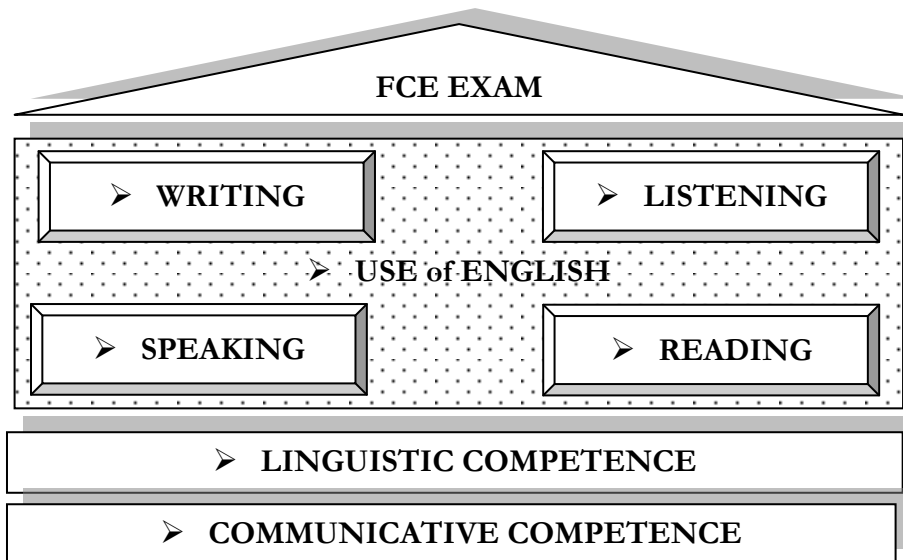 FCE EXAM
➢ WRITING
➢ LISTENING
➢ USE of ENGLISH
➢ SPEAKING
➢ READING
➢ LINGUISTIC COMPETENCE
➢ COMMUNICATIVE COMPETENCE